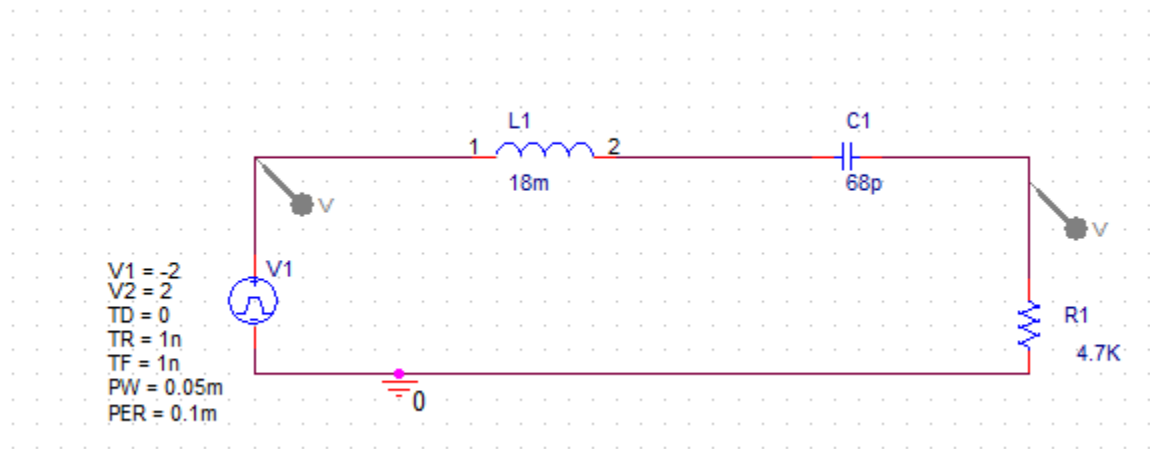 L1
C1
1
2
18m
68p
V
V
V1
V1 = -2
V2 = 2
TD = 0
TR = 1n
TF = 1n
PW = 0.05m
PER = 0.1m
R1
4.7K
0